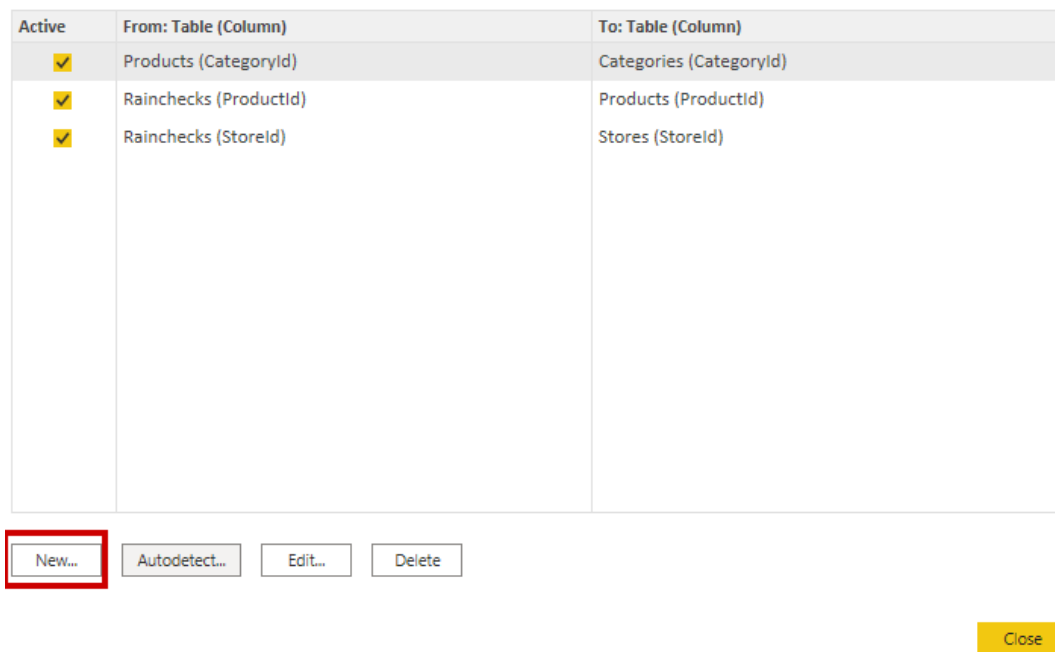 Active From: Table (Column) To: Table (Column)
Products (CategoryId) Categories (CategoryId)
Rainchecks (ProductId) Products (ProductId)
Rainchecks (StoreId) Stores (StoreId)
New... Autodetect... Edit... Delete
Close